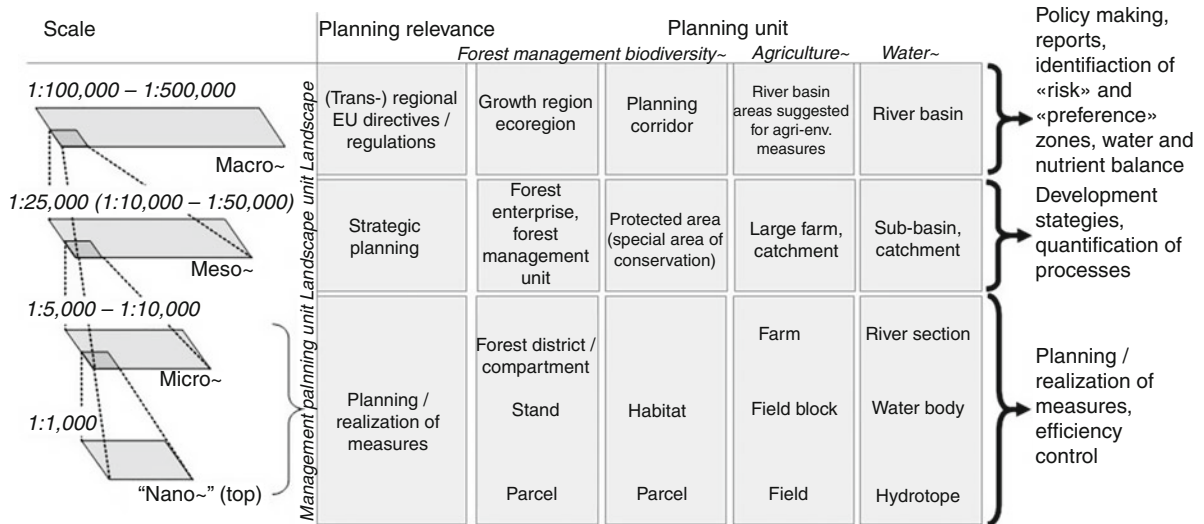 Scale
Planning relevance
Planning unit
Forest management biodiversity~
Agriculture~
Water~
1:100,000 – 1:500,000
Macro~
1:25,000 (1:10,000 – 1:50,000)
Meso~
1:5,000 – 1:10,000
Micro~
1:1,000
"Nano~" (top)
Landscape
Landscape unit
Management palnning unit
(Trans-) regional
EU directives /
regulations
Growth region
ecoregion
Planning
corridor
River basin
areas suggested
for agri-env.
measures
River basin
Policy making,
reports,
identifiaction of
«risk» and
«preference»
zones, water and
nutrient balance
Strategic
planning
Forest
enterprise,
forest
management
unit
Protected area
(special area of
conservation)
Large farm,
catchment
Sub-basin,
catchment
Development
stategies,
quantification of
processes
Planning /
realization of
measures
Forest district /
compartment
Stand
Parcel
Habitat
Parcel
Farm
Field block
Field
River section
Water body
Hydrotope
Planning /
realization of
measures,
efficiency
control